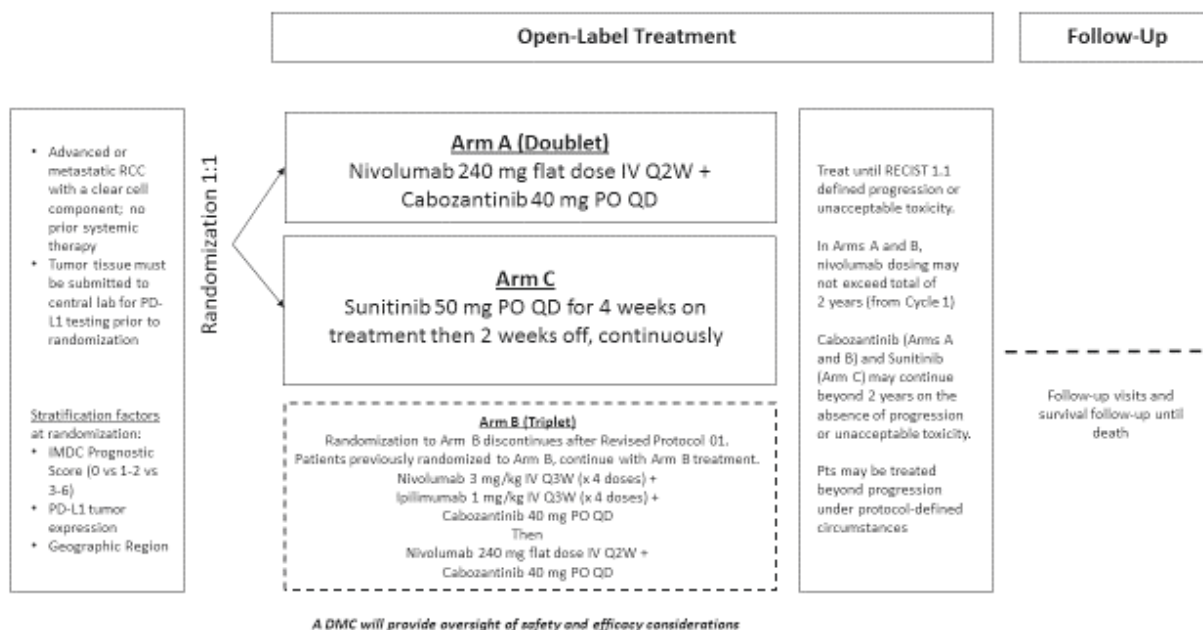 Open-Label Treatment
Follow-Up
• Advanced or
metastatic RCC
with a clear cell
component; no
prior systemic
therapy
• Tumor tissue must
be submitted to
central lab for PD-
L1 testing prior to
randomization
Stratification factors
at randomization:
• IMDC Prognostic
Score (0 vs 1-2 vs
3-6)
• PD-L1 tumor
expression
• Geographic Region
Randomization 1:1
Arm A (Doublet)
Nivolumab 240 mg flat dose IV Q2W +
Cabozantinib 40 mg PO QD
Arm C
Sunitinib 50 mg PO QD for 4 weeks on
treatment then 2 weeks off, continuously
Arm B (Triplet)
Randomization to Arm B discontinues after Revised Protocol 01.
Patients previously randomized to Arm B, continue with Arm B treatment.
Nivolumab 3 mg/kg IV Q3W (x 4 doses) +
Ipilimumab 1 mg/kg IV Q3W (x 4 doses) +
Cabozantinib 40 mg PO QD
Then
Nivolumab 240 mg flat dose IV Q2W +
Cabozantinib 40 mg PO QD
Treat until RECIST 1.1
defined progression or
unacceptable toxicity.
In Arms A and B,
nivolumab dosing may
not exceed total of
2 years (from Cycle 1)
Cabozantinib (Arms A
and B) and Sunitinib
(Arm C) may continue
beyond 2 years on the
absence of progression
or unacceptable toxicity.
Pts may be treated
beyond progression
under protocol-defined
circumstances
Follow-up visits and
survival follow-up until
death
A DMC will provide oversight of safety and efficacy considerations